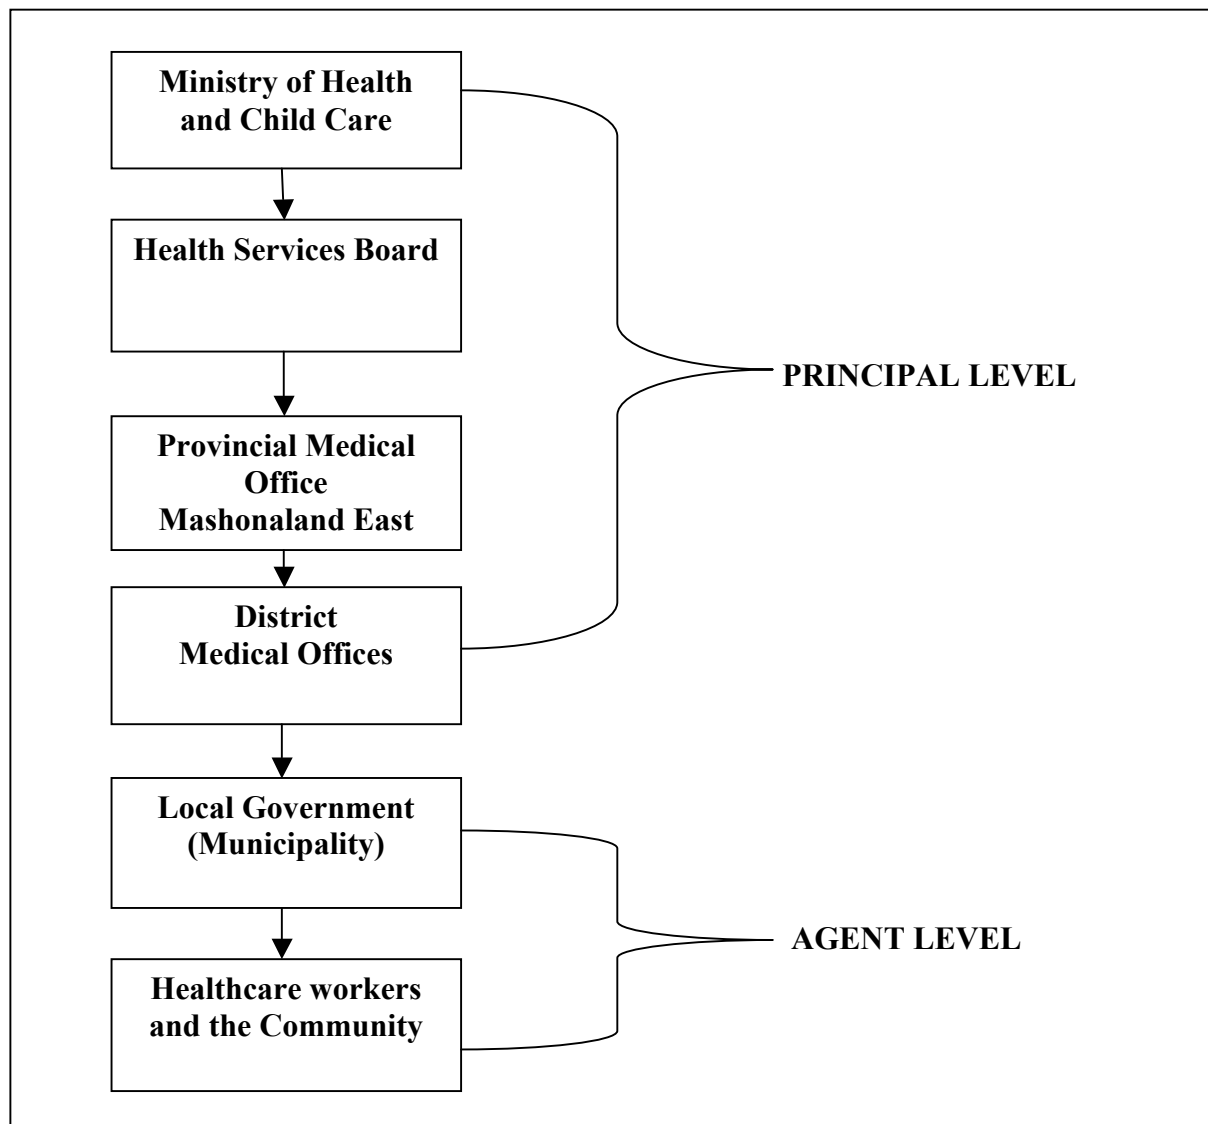 Ministry of Health
and Child Care
Health Services Board
PRINCIPAL LEVEL
Provincial Medical
Office
Mashonaland East
District
Medical Offices
Local Government
(Municipality)
AGENT LEVEL
Healthcare workers
and the Community